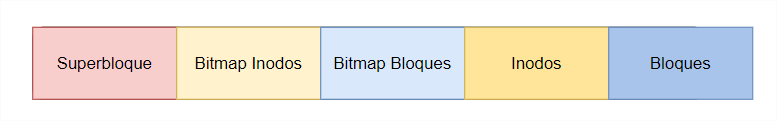 Superbloque
Bitmap Inodos
Bitmap Bloques
Inodos
Bloques